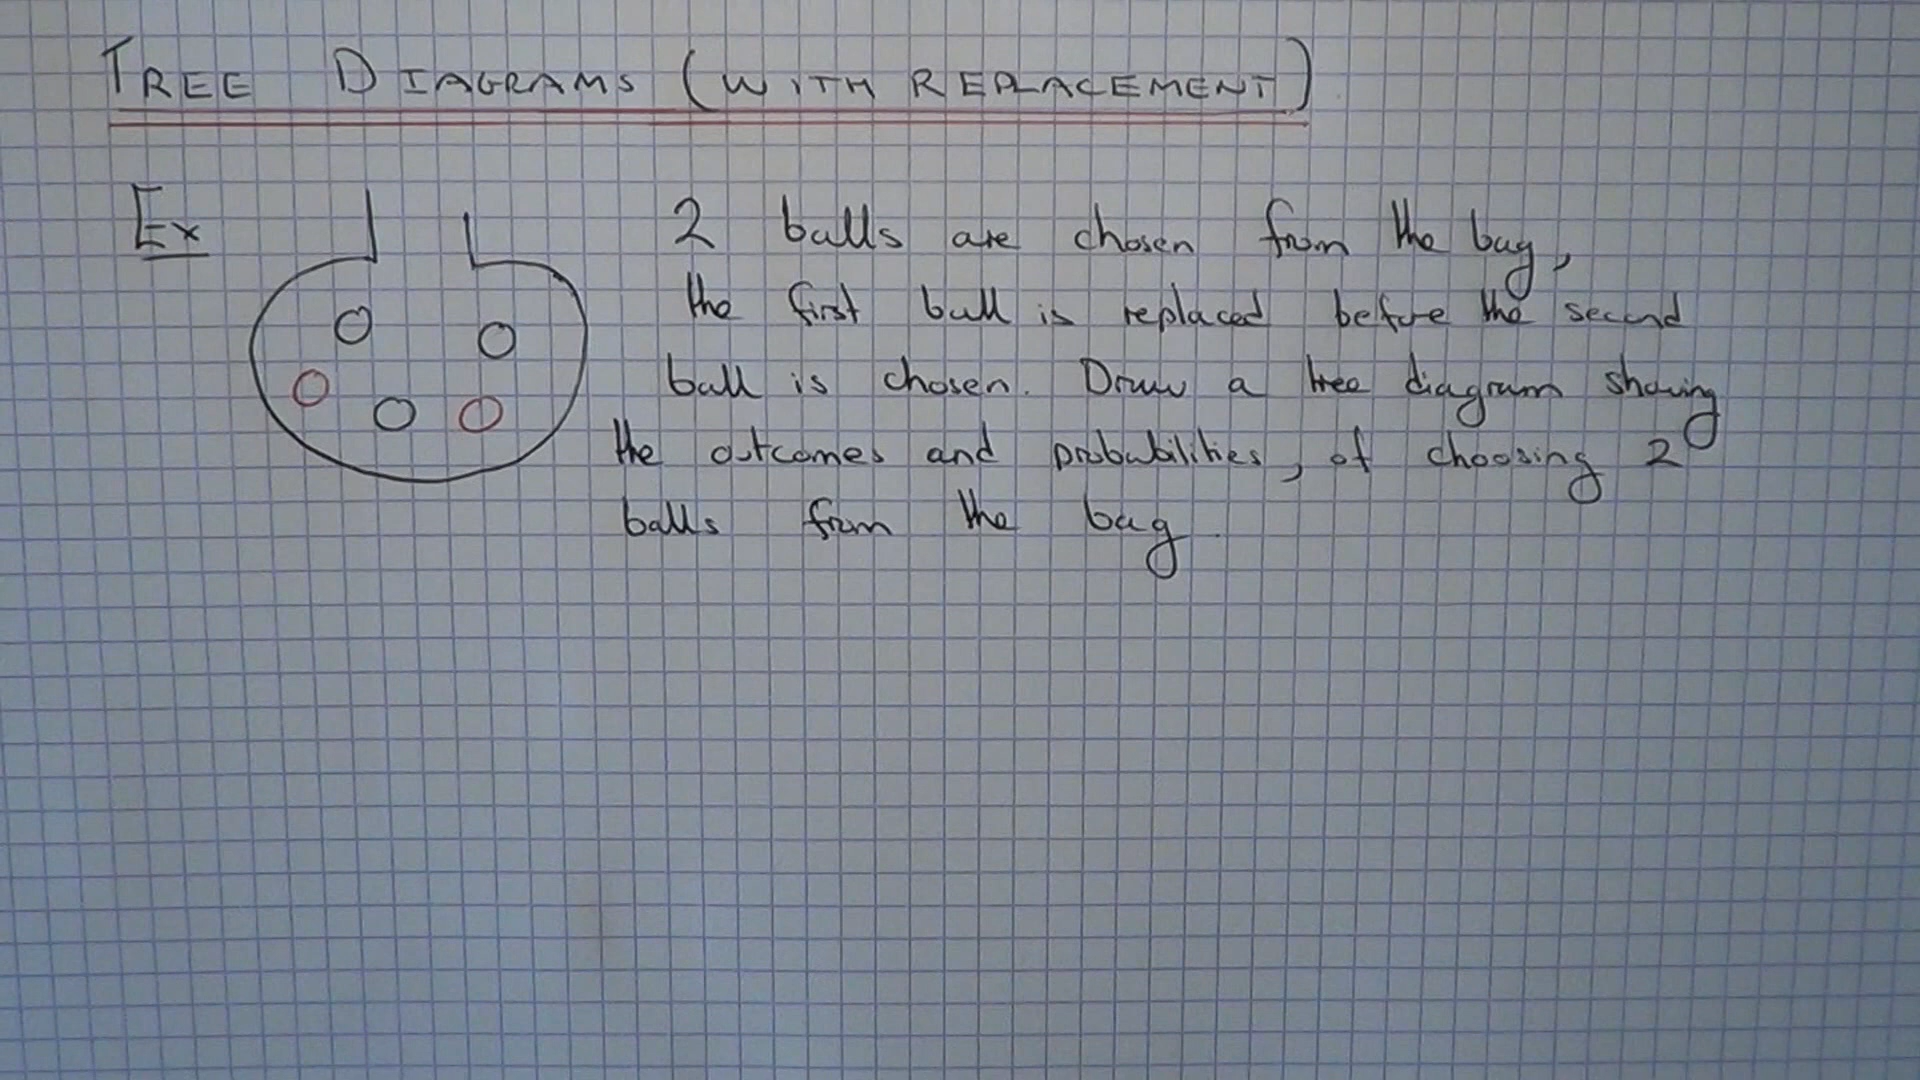 TREE DIAGRAMS (WITH REPLACEMENT)
Ex
2 balls are chosen from the bag,
the first ball is replaced before the second
ball is chosen. Draw a tree diagram showing
the outcomes and probabilities, of choosing 2
balls from the bag.